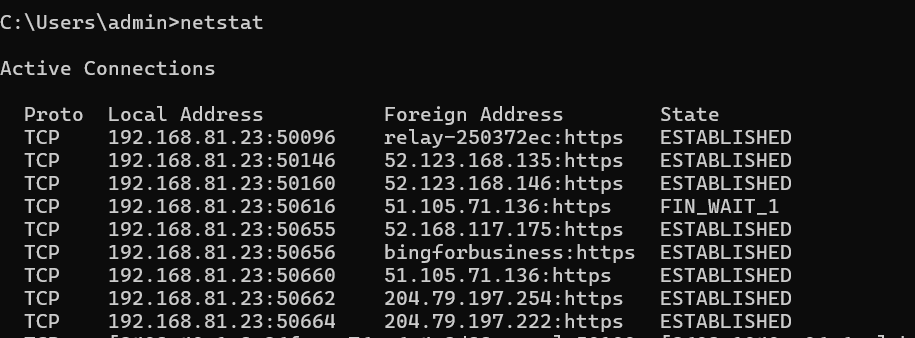 C:\Users\admin>netstat
Active Connections
Proto  Local Address          Foreign Address        State
TCP    192.168.81.23:50096    relay-250372ec:https   ESTABLISHED
TCP    192.168.81.23:50146    52.123.168.135:https   ESTABLISHED
TCP    192.168.81.23:50160    52.123.168.146:https   ESTABLISHED
TCP    192.168.81.23:50616    51.105.71.136:https    FIN_WAIT_1
TCP    192.168.81.23:50655    52.168.117.175:https   ESTABLISHED
TCP    192.168.81.23:50656    bingforbusiness:https  ESTABLISHED
TCP    192.168.81.23:50660    51.105.71.136:https    ESTABLISHED
TCP    192.168.81.23:50662    204.79.197.254:https   ESTABLISHED
TCP    192.168.81.23:50664    204.79.197.222:https   ESTABLISHED